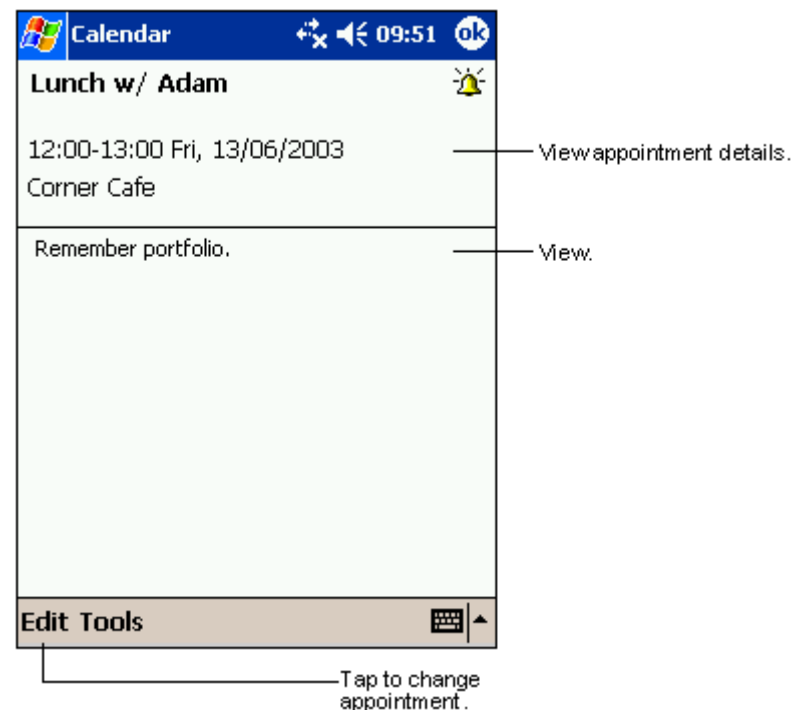 Calendar 09:51 ok
Lunch w/ Adam
12:00-13:00 Fri, 13/06/2003
View appointment details.
Corner Cafe
Remember portfolio.
View.
Edit Tools
Tap to change
appointment.